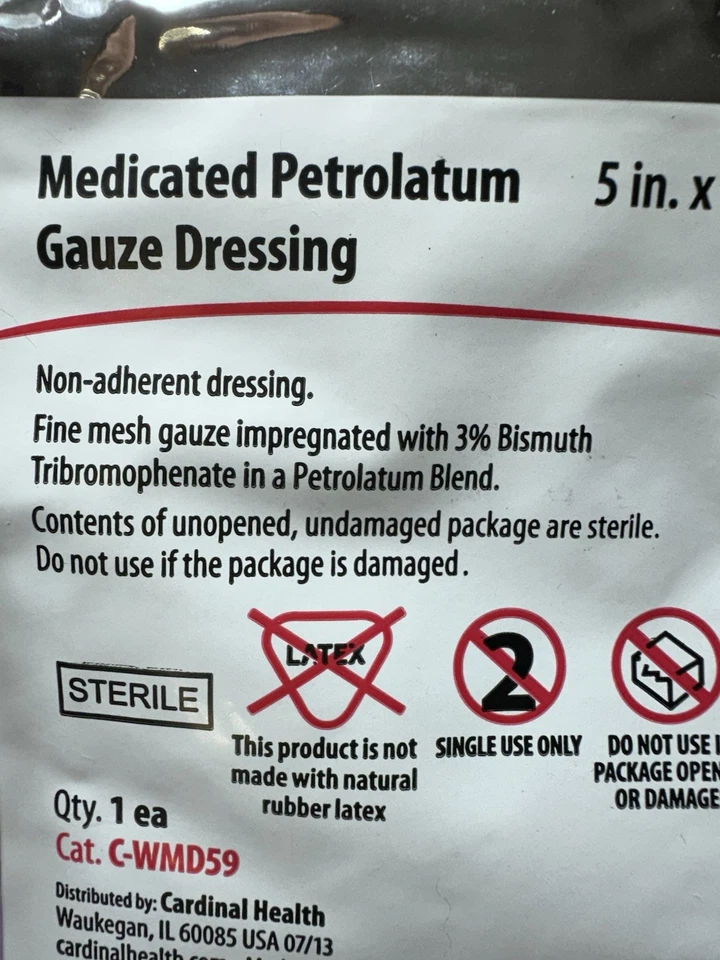 Medicated Petrolatum 5 in. x
Gauze Dressing
Non-adherent dressing.
Fine mesh gauze impregnated with 3% Bismuth
Tribromophenate in a Petrolatum Blend.
Contents of unopened, undamaged package are sterile.
Do not use if the package is damaged.
STERILE
LATEX
This product is not
made with natural
rubber latex
2
SINGLE USE ONLY
DO NOT USE
PACKAGE OPEN
OR DAMAGE
Qty. 1 ea
Cat. C-WMD59
Distributed by: Cardinal Health
Waukegan, IL 60085 USA 07/13
cardinalhealth.com